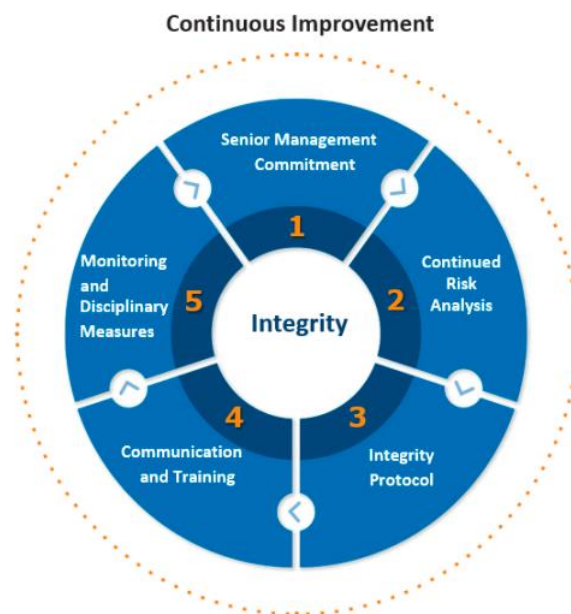 Continuous Improvement
Senior Management
Commitment
1
Continued
Risk
Analysis
2
Integrity
Protocol
3
Communication
and Training
4
Monitoring
and
Disciplinary
Measures
5
Integrity